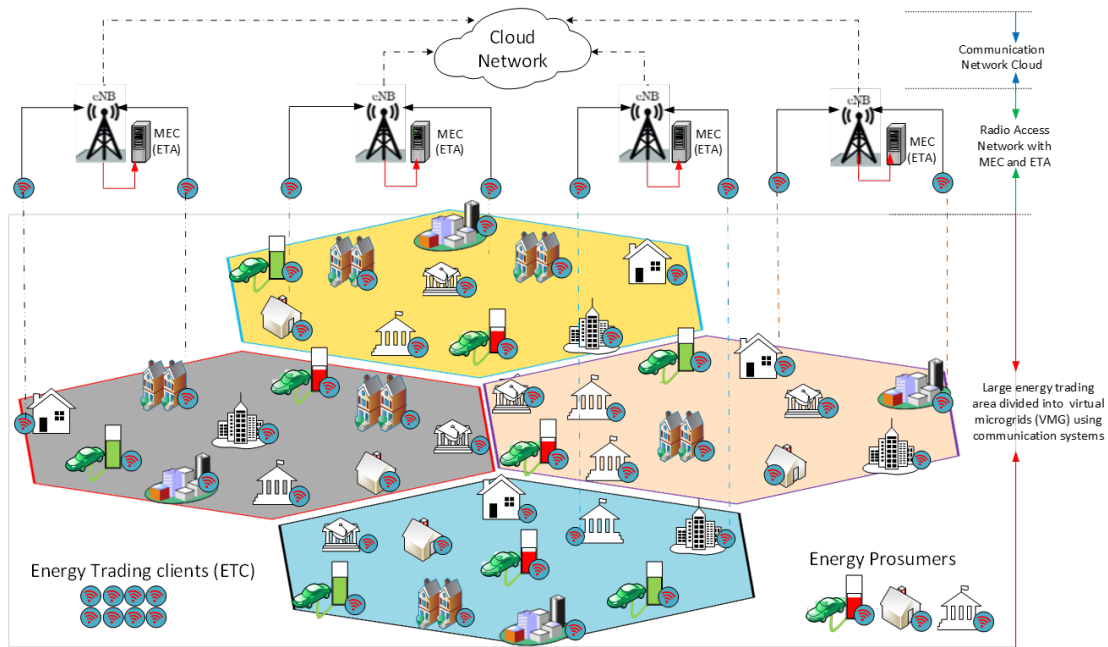 Cloud
Network
Communication
Network Cloud
eNB
eNB
eNB
eNB
MEC
(ETA)
MEC
(ETA)
MEC
(ETA)
MEC
(ETA)
Radio Access
Network with
MEC and ETA
Large energy trading
area divided into virtual
microgrids (VMG) using
communication systems
Energy Trading clients (ETC)
Energy Prosumers